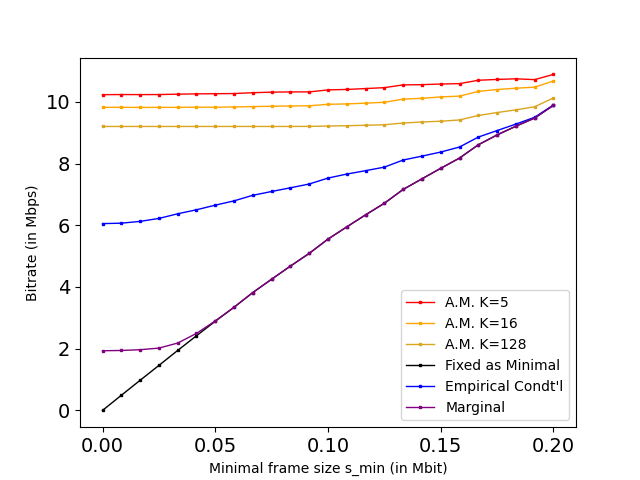 10
8
6
4
2
0
Bitrate (in Mbps)
A.M. K=5
A.M. K=16
A.M. K=128
Fixed as Minimal
Empirical Condt'l
Marginal
0.00 0.05 0.10 0.15 0.20
Minimal frame size s_min (in Mbit)